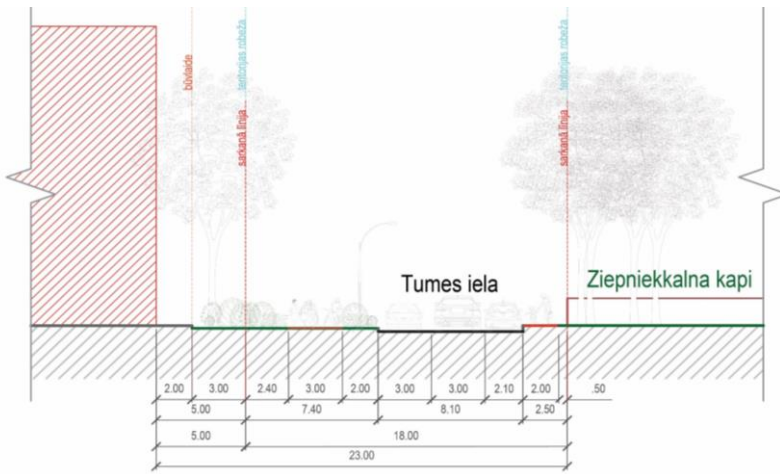 būvlaide
teritorijas robeža
sarkanā līnija
teritorijas robeža
sarkanā līnija
Tumes iela
Ziepniekkalna kapi
2.00 3.00 2.40 3.00 2.00 3.00 3.00 2.10 2.00 .50
5.00 7.40 8.10 2.50
5.00 18.00
23.00